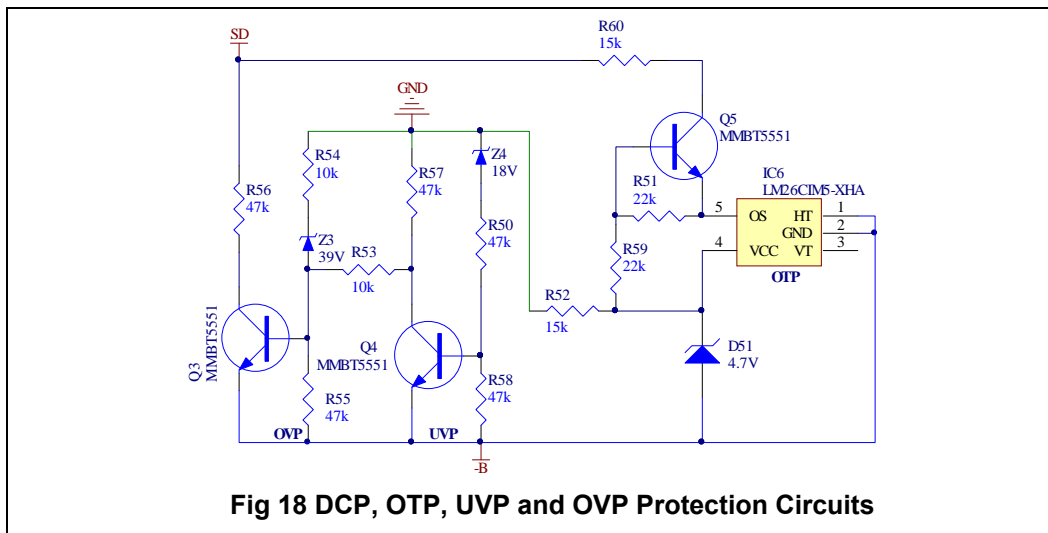 SD
R60
15k
GND
Q5
MMBT5551
R54
10k
R57
47k
Z4
18V
R56
47k
R51
22k
IC6
LM26CIM5-XHA
5
OS
HT
1
GND
2
4
VCC
VT
3
OTP
R50
47k
Z3
39V
R53
10k
R59
22k
R52
15k
Q3
MMBT5551
Q4
MMBT5551
D51
4.7V
R55
47k
R58
47k
OVP
UVP
-B
Fig 18 DCP, OTP, UVP and OVP Protection Circuits